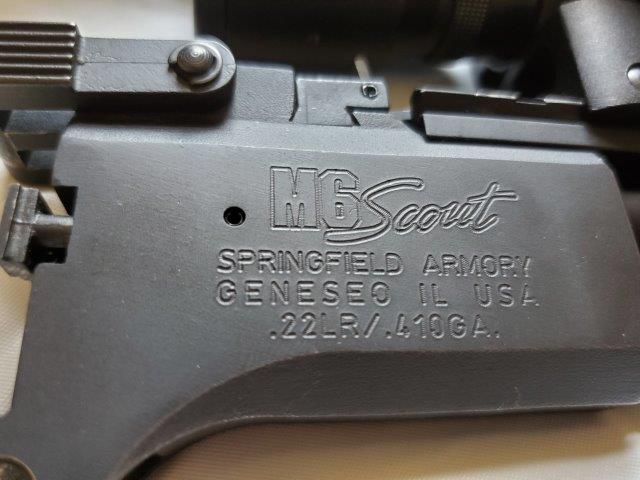 M6 Scout
SPRINGFIELD ARMORY
GENESEO IL USA
.22LR/.410GA.